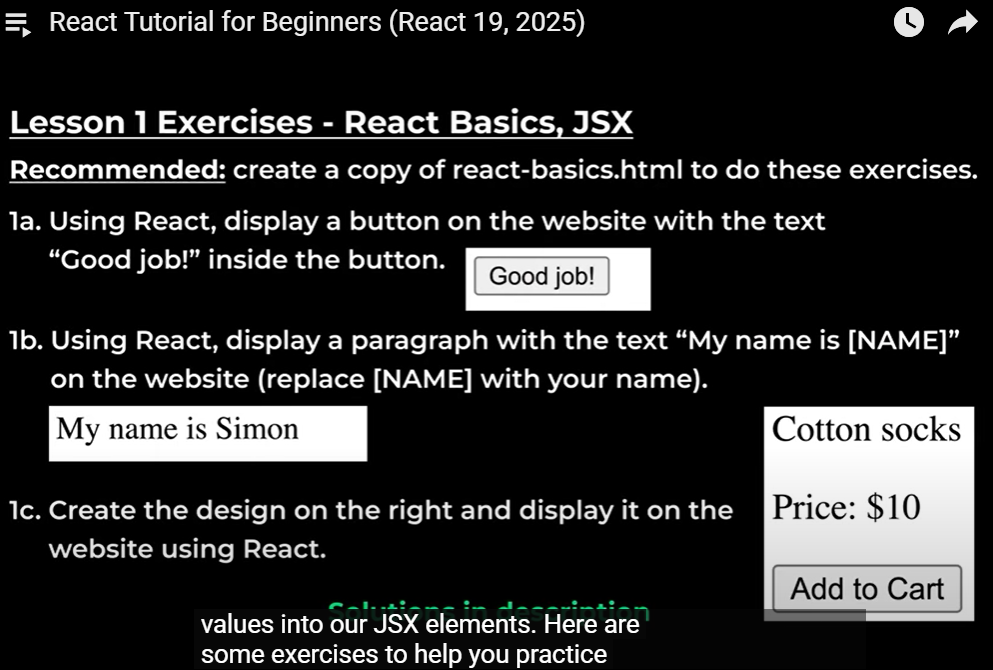 React Tutorial for Beginners (React 19, 2025)
Lesson 1 Exercises - React Basics, JSX
Recommended: create a copy of react-basics.html to do these exercises.
1a. Using React, display a button on the website with the text
“Good job!” inside the button.
Good job!
1b. Using React, display a paragraph with the text “My name is [NAME]”
on the website (replace [NAME] with your name).
My name is Simon
1c. Create the design on the right and display it on the
website using React.
Cotton socks
Price: $10
Add to Cart
Solutions in description
values into our JSX elements. Here are
some exercises to help you practice